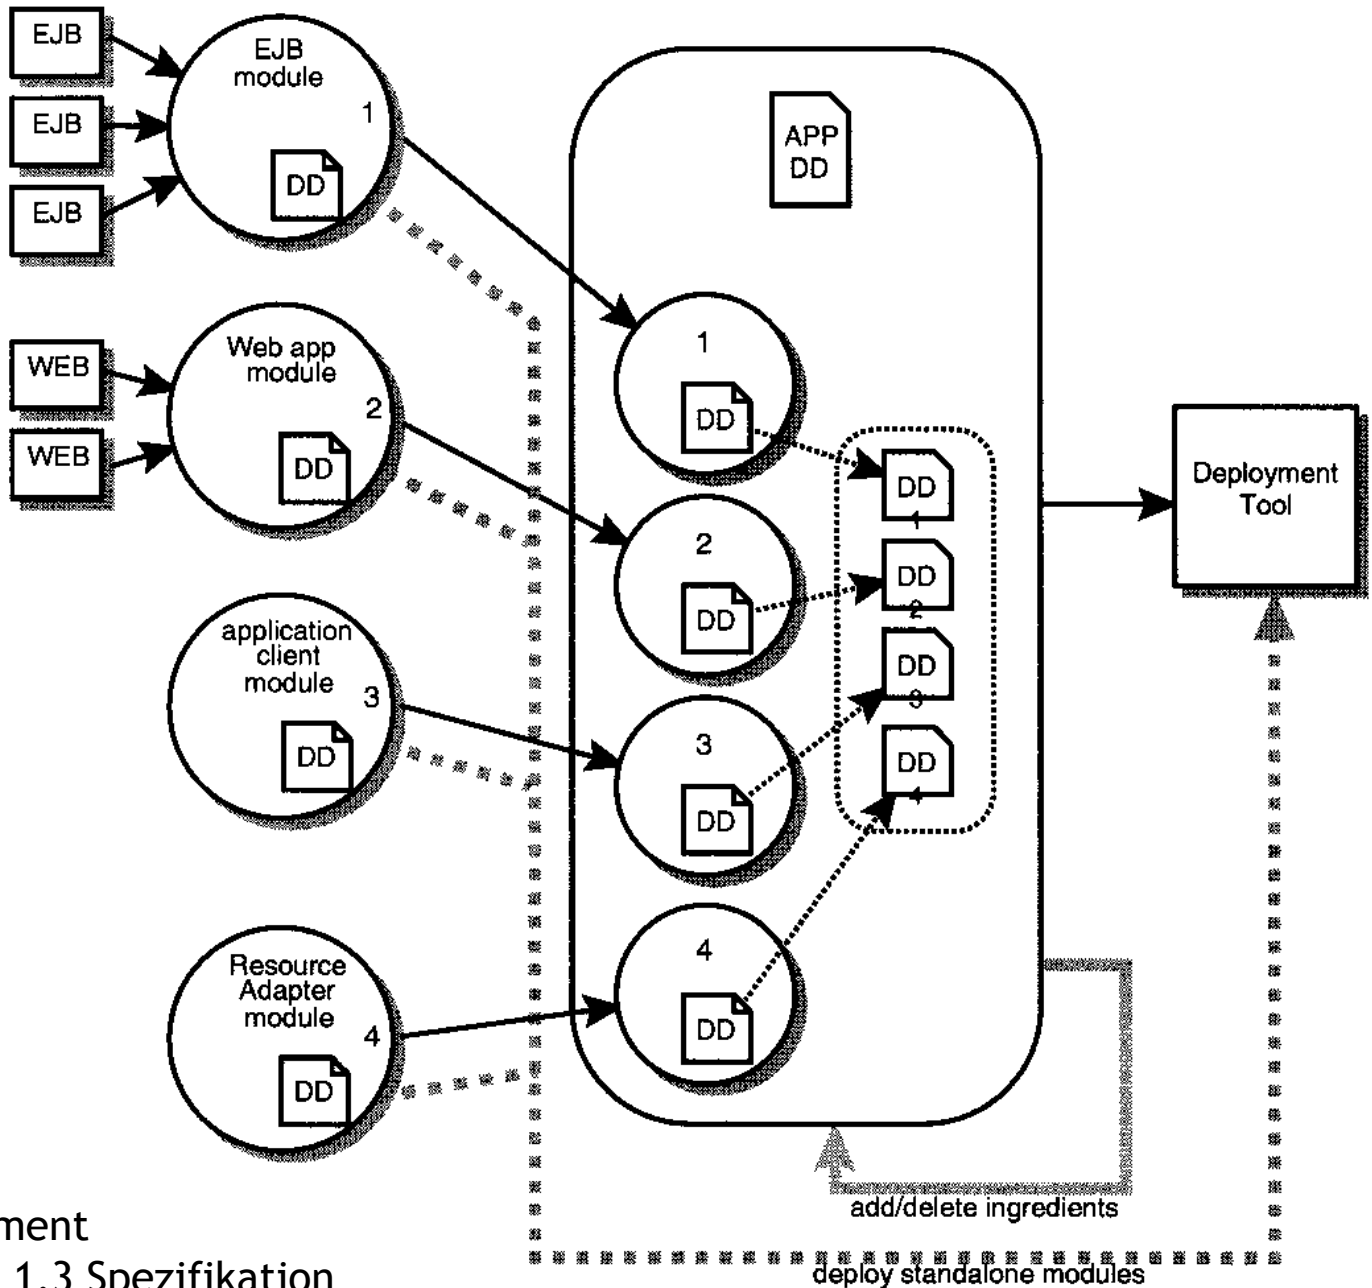 EJB
EJB
EJB
EJB
module
1
DD
WEB
WEB
Web app
module
2
DD
application
client
module
3
DD
Resource
Adapter
module
4
DD
APP
DD
1
DD
2
DD
3
DD
4
DD
DD
1
DD
2
DD
3
DD
4
Deployment
Tool
add/delete ingredients
deploy standalone modules
ment
1.3 Spezifikation